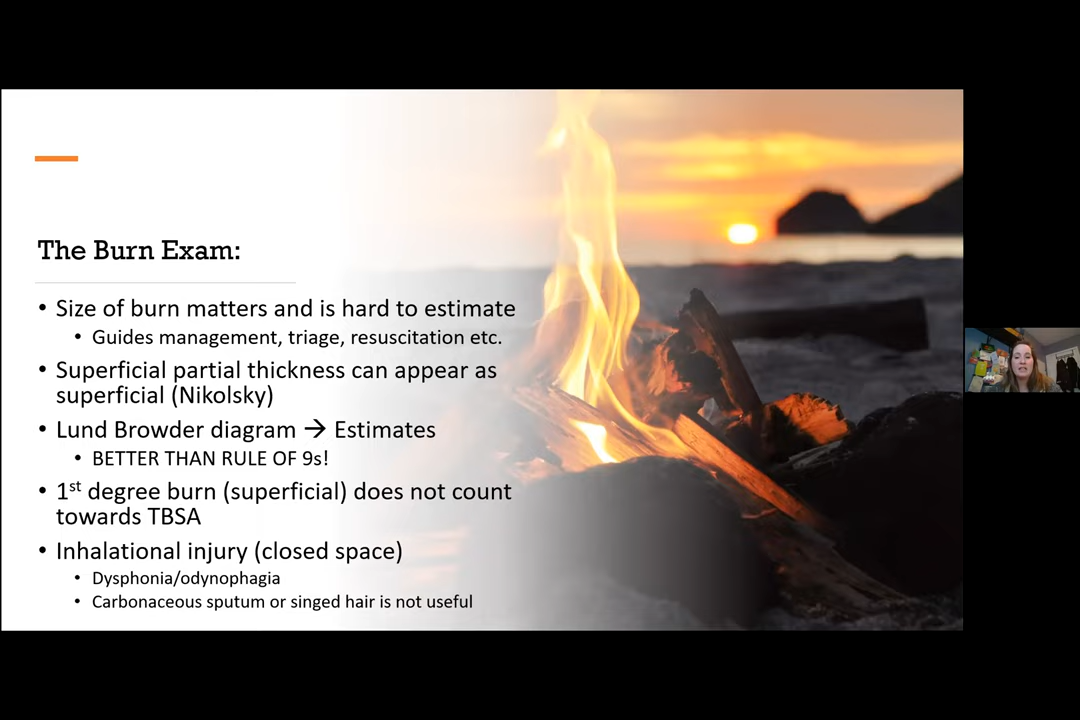 The Burn Exam:
• Size of burn matters and is hard to estimate
• Guides management, triage, resuscitation etc.
• Superficial partial thickness can appear as
superficial (Nikolsky)
• Lund Browder diagram → Estimates
• BETTER THAN RULE OF 9s!
• 1st degree burn (superficial) does not count
towards TBSA
• Inhalational injury (closed space)
• Dysphonia/odynophagia
• Carbonaceous sputum or singed hair is not useful